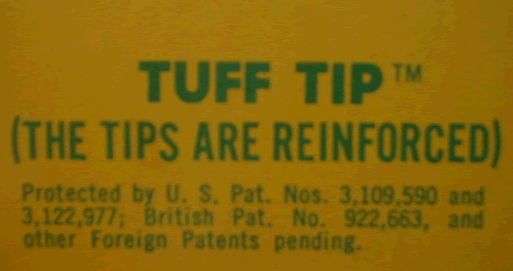 TUFF TIP™
(THE TIPS ARE REINFORCED)
Protected by U. S. Pat. Nos. 3,109,590 and
3,122,977; British Pat. No. 922,663, and
other Foreign Patents pending.